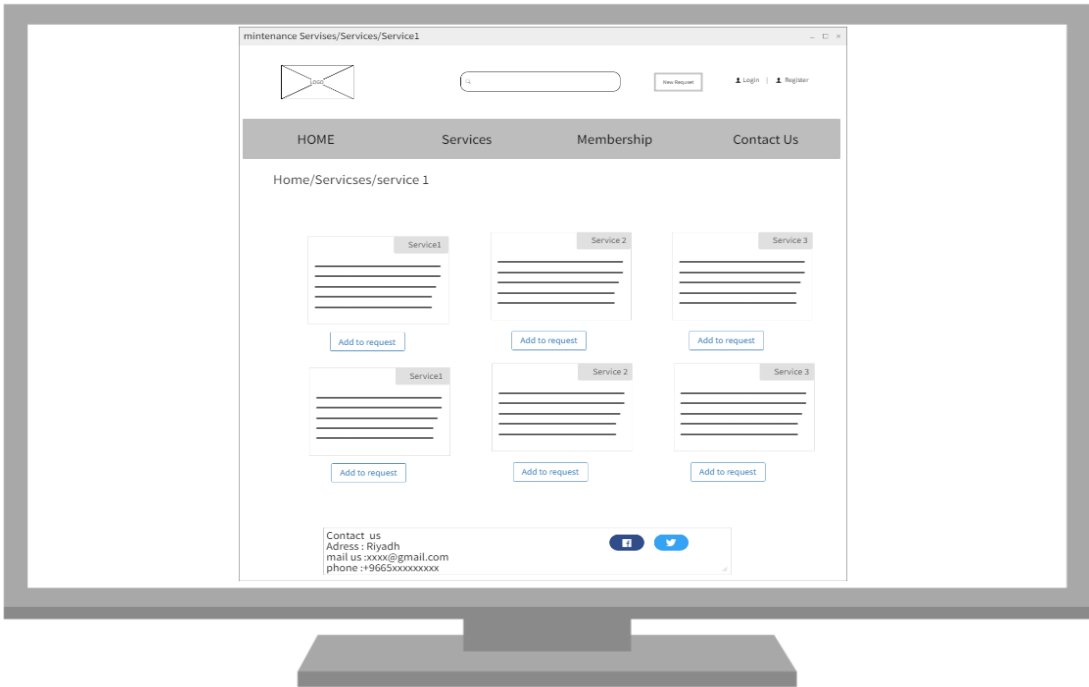 mintenance Servises/Services/Service1
LOGO
New Request
Login | Register
HOME Services Membership Contact Us
Home/Servicses/service 1
Service1 Service 2 Service 3
Add to request Add to request Add to request
Service1 Service 2 Service 3
Add to request Add to request Add to request
Contact us
Adress : Riyadh
mail us :xxxx@gmail.com
phone :+9665xxxxxxxxx